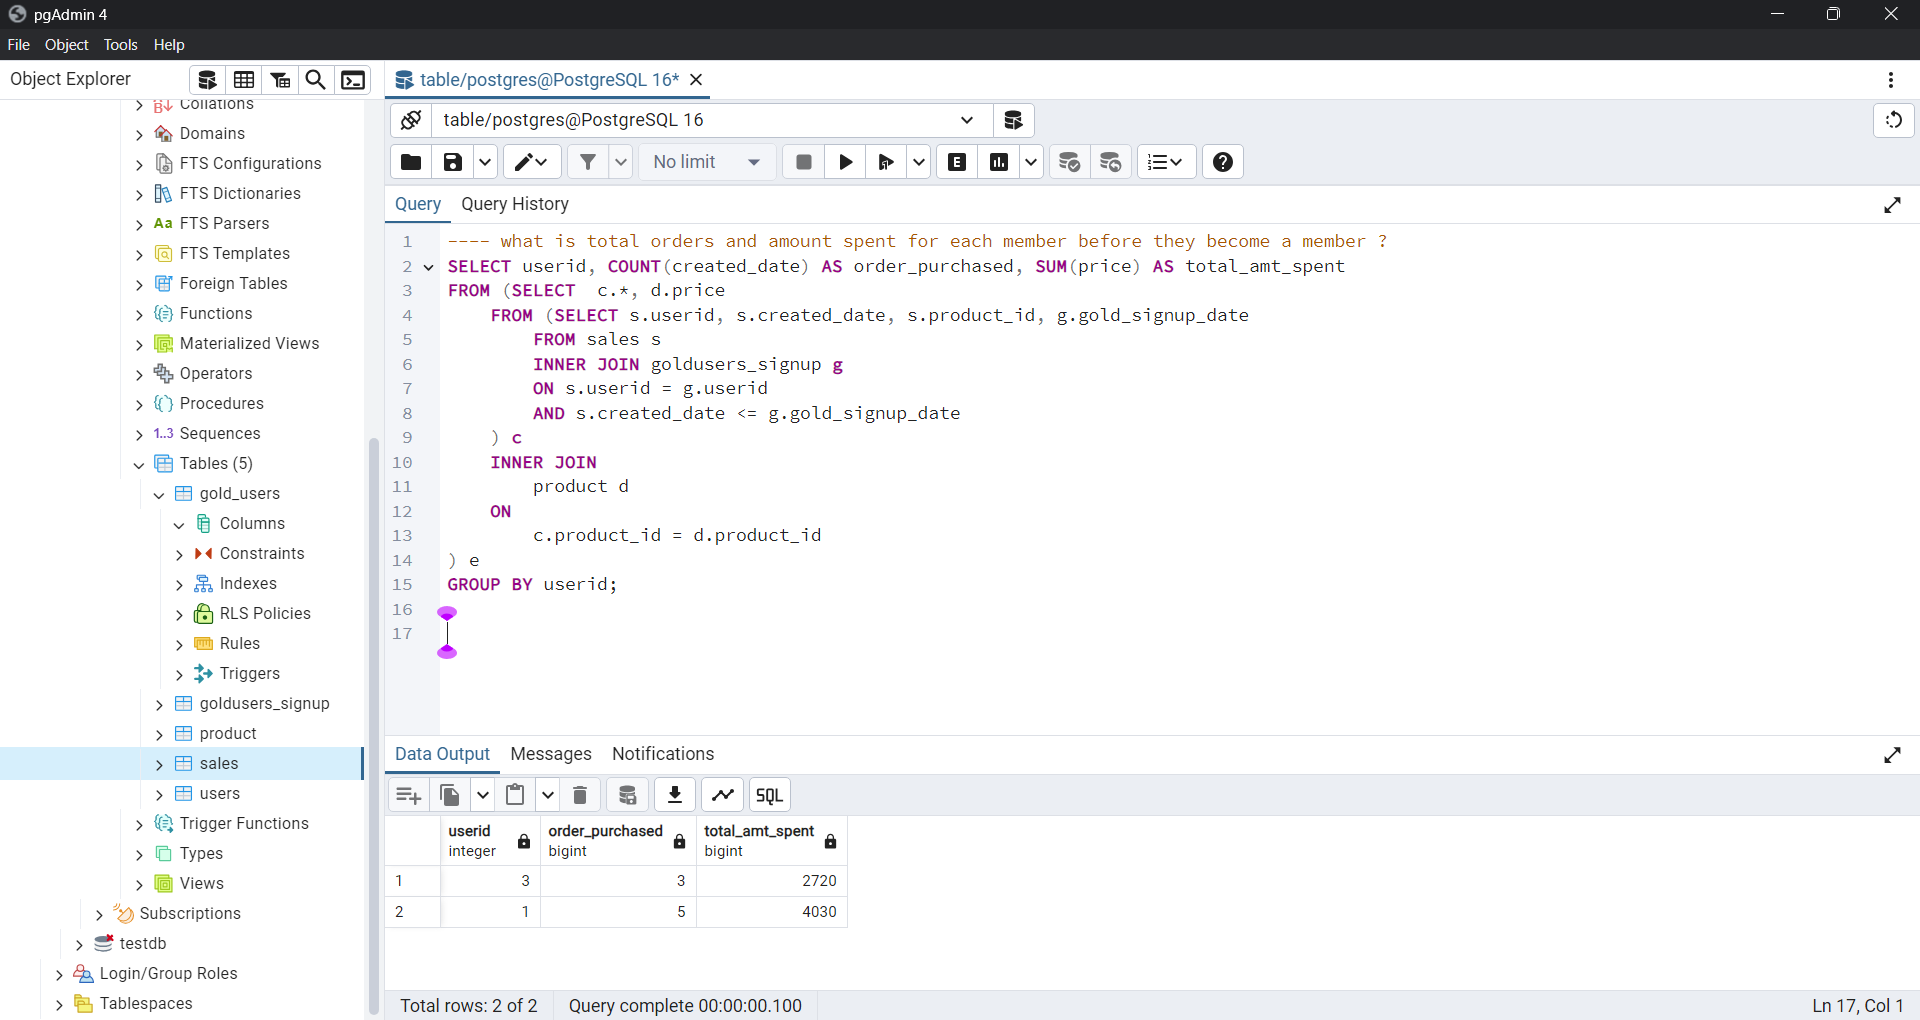 pgAdmin 4
File Object Tools Help
Object Explorer
table/postgres@PostgreSQL 16*
Collations
Domains
FTS Configurations
FTS Dictionaries
Aa FTS Parsers
FTS Templates
Foreign Tables
Functions
Materialized Views
Operators
Procedures
1..3 Sequences
Tables (5)
gold_users
Columns
Constraints
Indexes
RLS Policies
Rules
Triggers
goldusers_signup
product
sales
users
Trigger Functions
Types
Views
Subscriptions
testdb
Login/Group Roles
Tablespaces
table/postgres@PostgreSQL 16
No limit
E
Query Query History
1 ---- what is total orders and amount spent for each member before they become a member ?
2 SELECT userid, COUNT(created_date) AS order_purchased, SUM(price) AS total_amt_spent
3 FROM (SELECT  c.*, d.price
4     FROM (SELECT s.userid, s.created_date, s.product_id, g.gold_signup_date
5         FROM sales s
6         INNER JOIN goldusers_signup g
7         ON s.userid = g.userid
8         AND s.created_date <= g.gold_signup_date
9     ) c
10     INNER JOIN
11         product d
12     ON
13         c.product_id = d.product_id
14 ) e
15 GROUP BY userid;
16
17
Data Output Messages Notifications
SQL
userid order_purchased total_amt_spent
integer bigint bigint
1 3 3 2720
2 1 5 4030
Total rows: 2 of 2 Query complete 00:00:00.100 Ln 17, Col 1